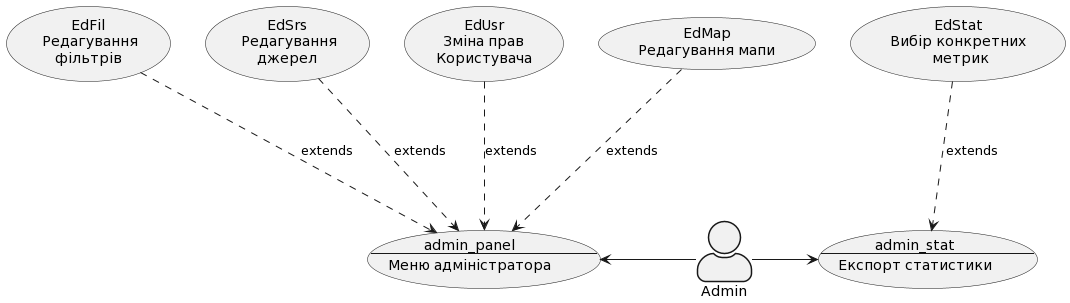 EdFil
Редагування
фільтрів
EdSrs
Редагування
джерел
EdUsr
Зміна прав
Користувача
EdMap
Редагування мапи
EdStat
Вибір конкретних
метрик
extends
extends
extends
extends
extends
admin_panel
Меню адміністратора
Admin
admin_stat
Експорт статистики